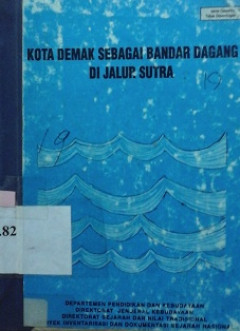 KOTA DEMAK SEBAGAI BANDAR DAGANG
DI JALUR SUTRA
19
19
.82
DEPARTEMEN PENDIDIKAN DAN KEBUDAYAAN
DIREKTORAT JENDERAL KEBUDAYAAN
DIREKTORAT SEJARAH DAN NILAI TRADISIONAL
INVENTARISASI DAN DOKUMENTASI SEJARAH NASIONAL